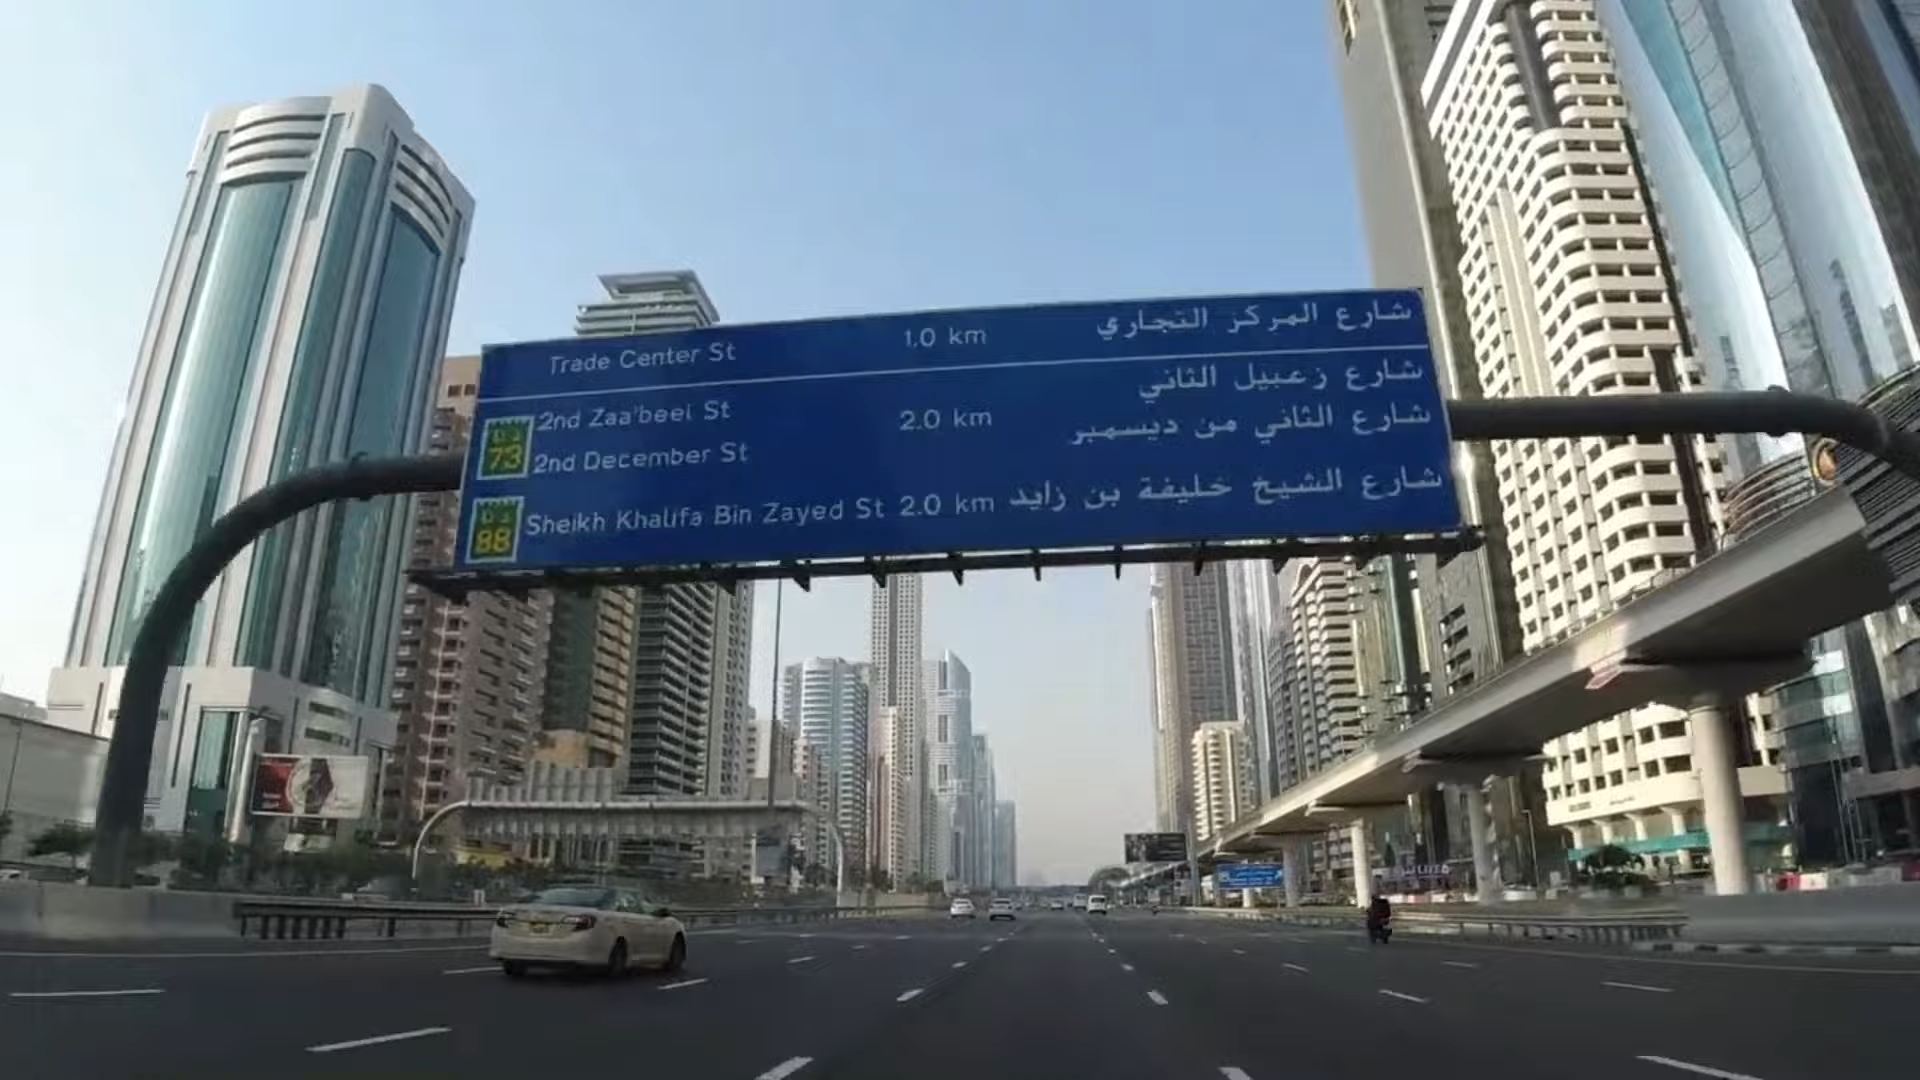 Trade Center St 1.0 km شارع المركز التجاري
2nd Zaa'beel St 2.0 km شارع زعبيل الثاني
د D 73 2nd December St شارع الثاني من ديسمبر
د D 88 Sheikh Khalifa Bin Zayed St 2.0 km شارع الشيخ خليفة بن زايد